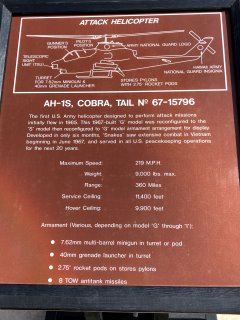 ATTACK HELICOPTER
GUNNER'S POSITION
PILOT'S POSITION
ARMY NATIONAL GUARD LOGO
TELESCOPIC SIGHT UNIT (TSU)
HAWAII ARMY NATIONAL GUARD INSIGNIA
TURRET FOR 7.62MM MINIGUN & 40MM GRENADE LAUNCHER
STORES PYLONS WITH 2.75" ROCKET PODS
AH-1S, COBRA, TAIL Nº 67-15796
The first U.S. Army helicopter designed to perform attack missions
initially flew in 1965. This 1967-built 'G' model was reconfigured to the
'S' model then reconfigured to 'G' model armament arrangement for display.
Developed in only six months, "Snakes" saw extensive combat in Vietnam
beginning in June 1967, and served in all U.S. peacekeeping operations
for the next 20 years.
Maximum Speed: 219 M.P.H.
Weight: 9,000 lbs. max.
Range: 360 Miles
Service Ceiling: 11,400 feet
Hover Ceiling: 9,900 feet
Armament (Various, depending on model 'G' through 'I'):
• 7.62mm multi-barrel minigun in turret or pod
• 40mm grenade launcher in turret
• 2.75" rocket pods on stores pylons
• 8 TOW antitank missiles